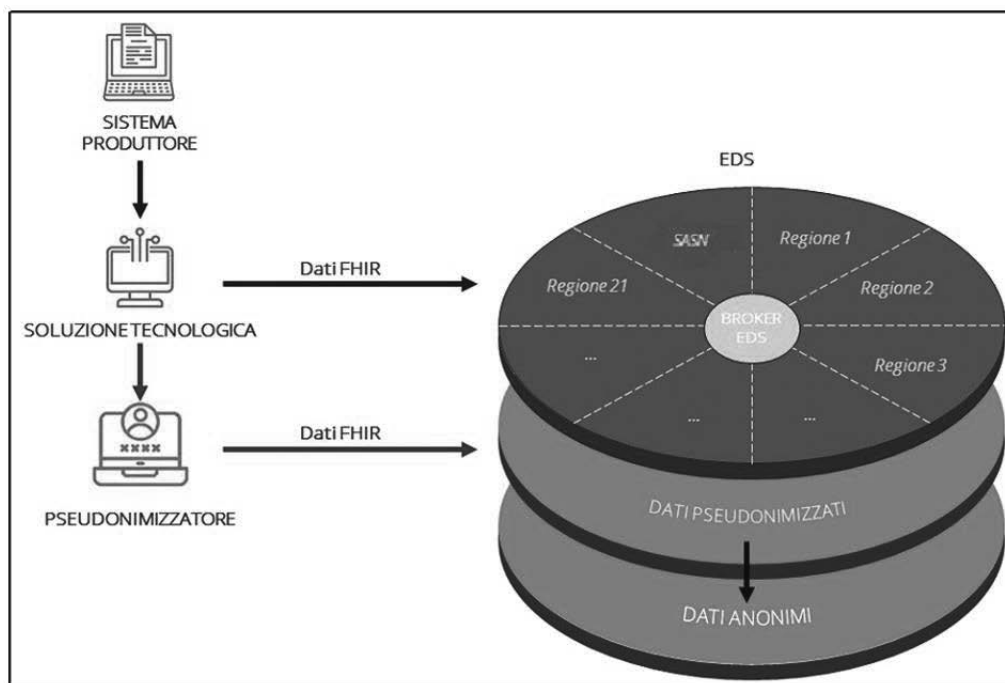 SISTEMA
PRODUTTORE
SOLUZIONE TECNOLOGICA
PSEUDONIMIZZATORE
Dati FHIR
Dati FHIR
××××
EDS
SASN
Regione 1
Regione 21
Regione 2
BROKER
EDS
...
Regione 3
...
...
DATI PSEUDONIMIZZATI
DATI ANONIMI